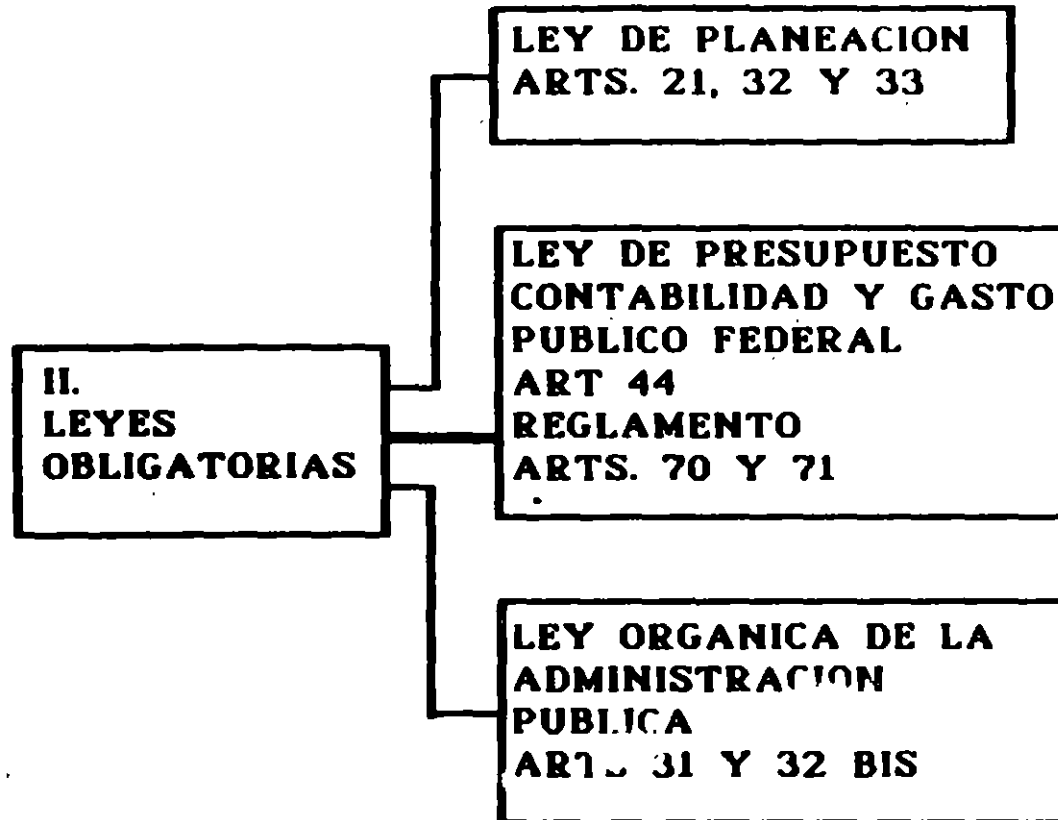 LEY DE PLANEACION
ARTS. 21, 32 Y 33
LEY DE PRESUPUESTO
CONTABILIDAD Y GASTO
PUBLICO FEDERAL
ART 44
REGLAMENTO
ARTS. 70 Y 71
II.
LEYES
OBLIGATORIAS
LEY ORGANICA DE LA
ADMINISTRACION
PUBLICA
ARTS 31 Y 32 BIS